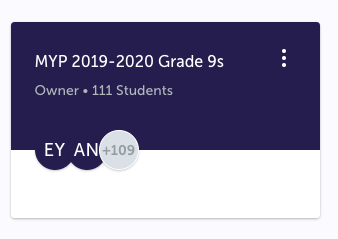 MYP 2019-2020 Grade 9s
Owner • 111 Students
EY AN +109